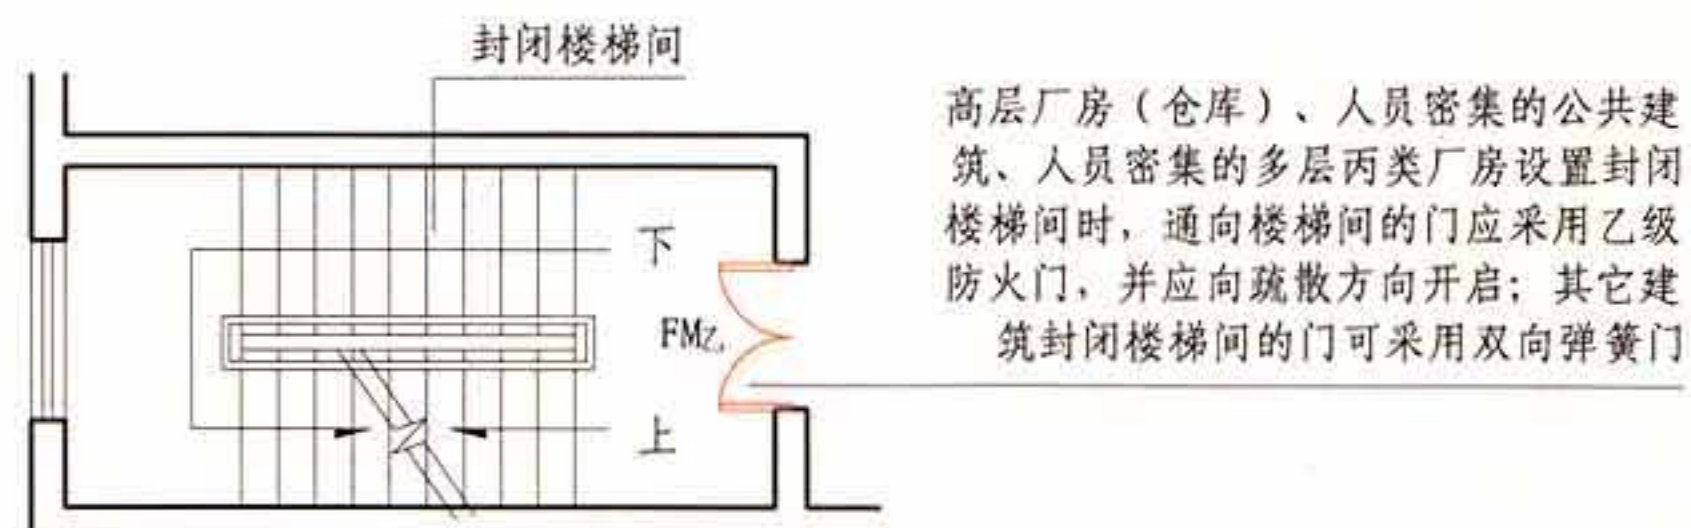 封闭楼梯间
高层厂房（仓库）、人员密集的公共建
筑、人员密集的多层丙类厂房设置封闭
楼梯间时，通向楼梯间的门应采用乙级
防火门，并应向疏散方向开启；其它建
筑封闭楼梯间的门可采用双向弹簧门
下
FM乙
上